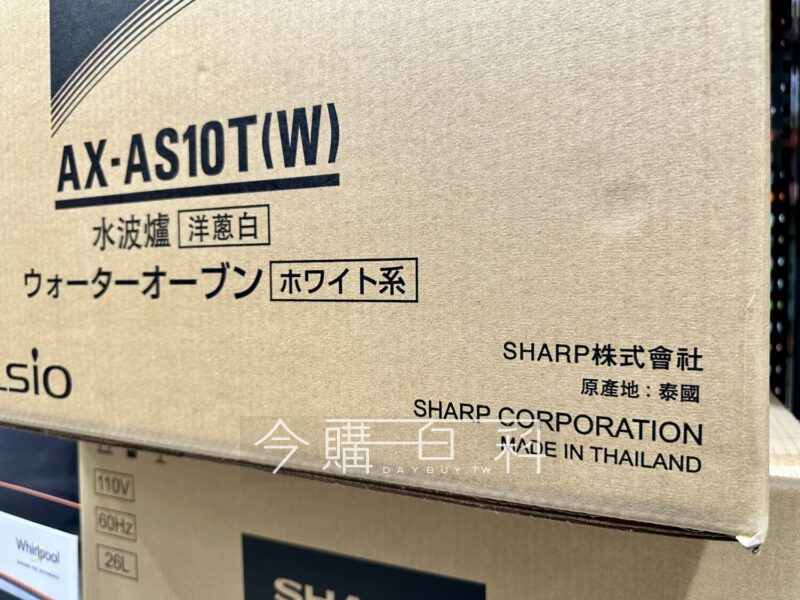 AX-AS10T(W)
水波爐 洋蔥白
ウォーターオーブン ホワイト系
SHARP株式會社
原產地：泰國
SHARP CORPORATION
MADE IN THAILAND
今購百科
DAYBUY.TW
110V
60Hz
26L
Whirlpool